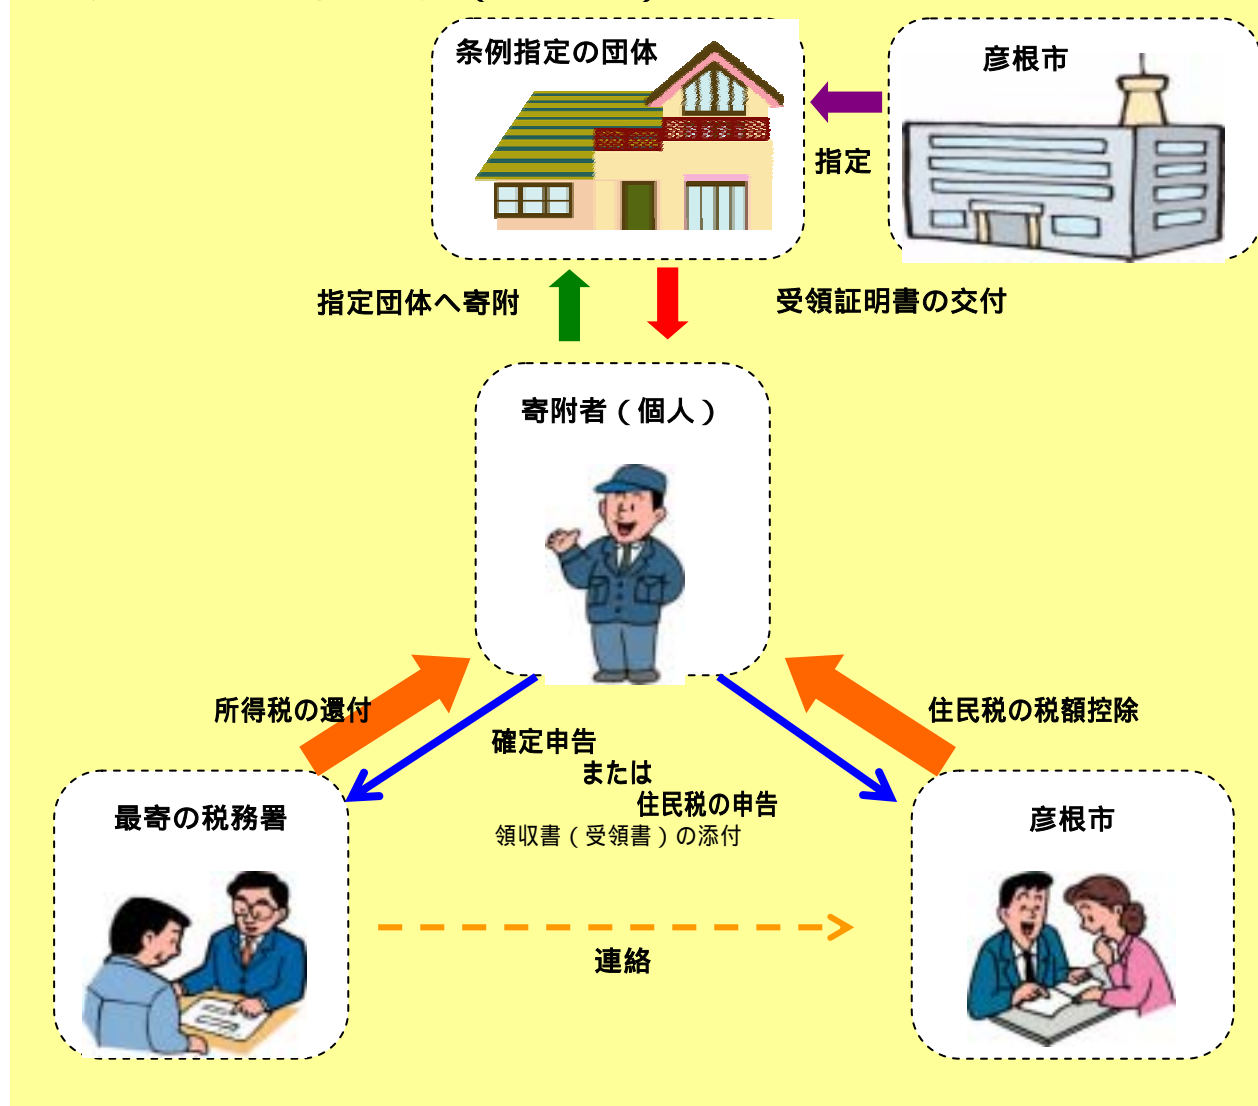 条例指定の団体
彦根市
指定
指定団体へ寄附
受領証明書の交付
寄附者（個人）
所得税の還付
住民税の税額控除
確定申告
または
住民税の申告
領収書（受領書）の添付
最寄の税務署
彦根市
連絡